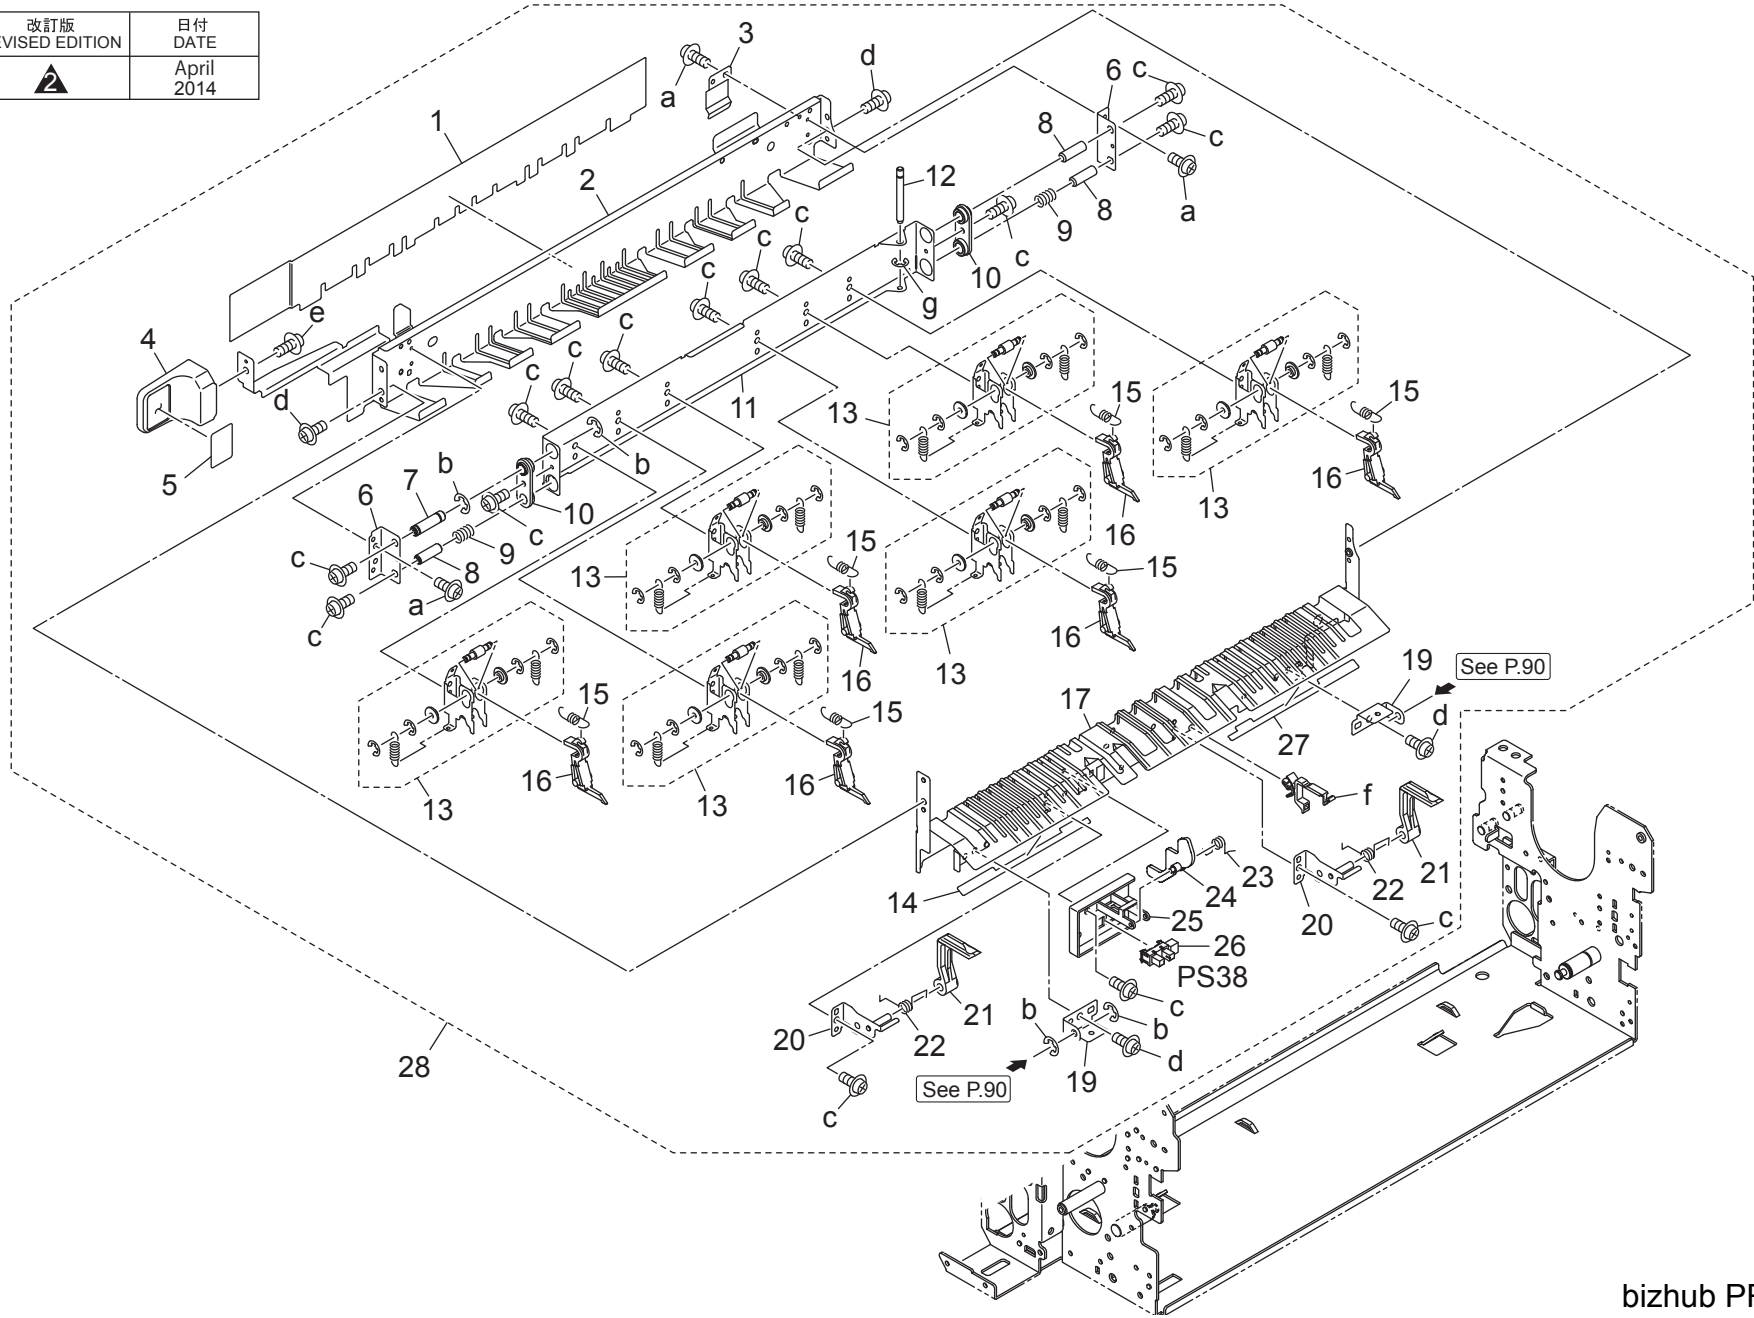 改訂版 日付
EVISED EDITION DATE
2 April
2014
3
a
d
6 c
1
8
c
2
12
8
a
c
9
c
c
10
c
g
e
4
c
c
d
c
11
13
15
15
5
b
7
b
6
10
c
9
16
13
16
c
8
15
15
a
13
c
16
13
16
19 See P.90
17
15
15
d
27
16
13
16
13
f
23
21
14
24
22
25
20
c
26
PS38
21
c
b
b
20
22
28
d
19
See P.90
c
bizhub PR